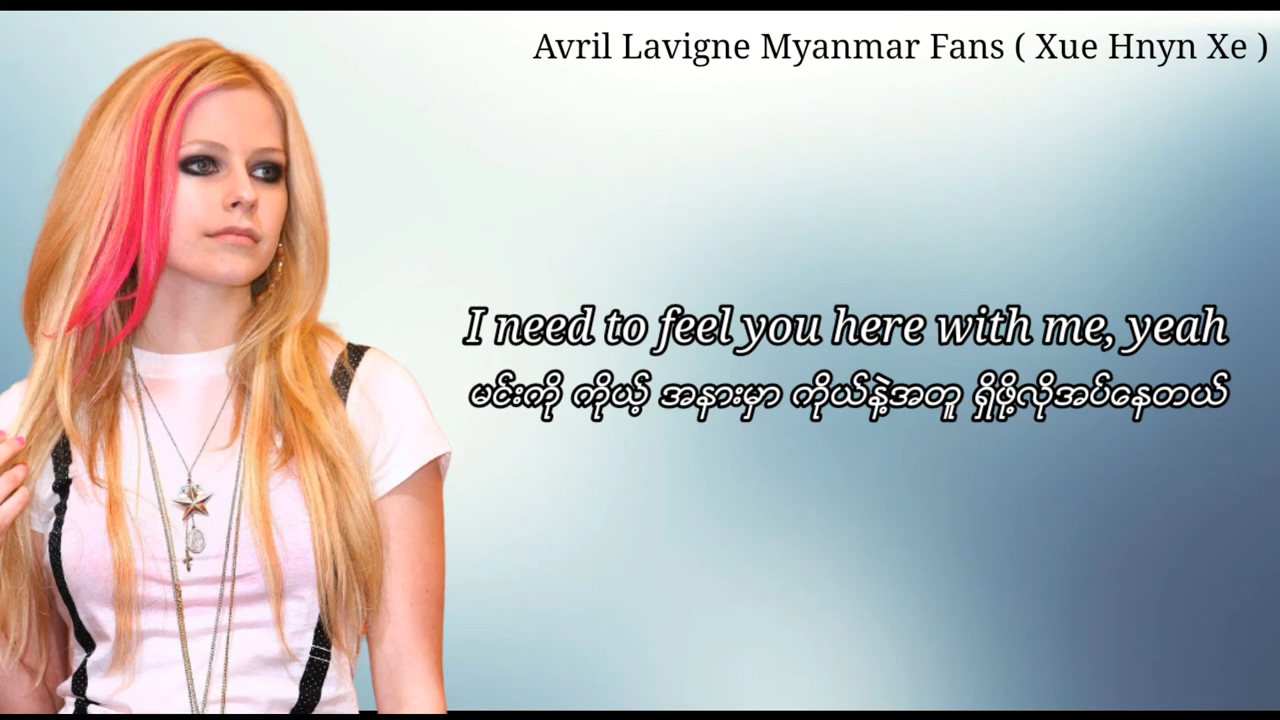 Avril Lavigne Myanmar Fans ( Xue Hnyn Xe )
I need to feel you here with me, yeah
မင်းကို ကိုယ့် အနားမှာ ကိုယ်နဲ့အတူ ရှိဖို့လိုအပ်နေတယ်